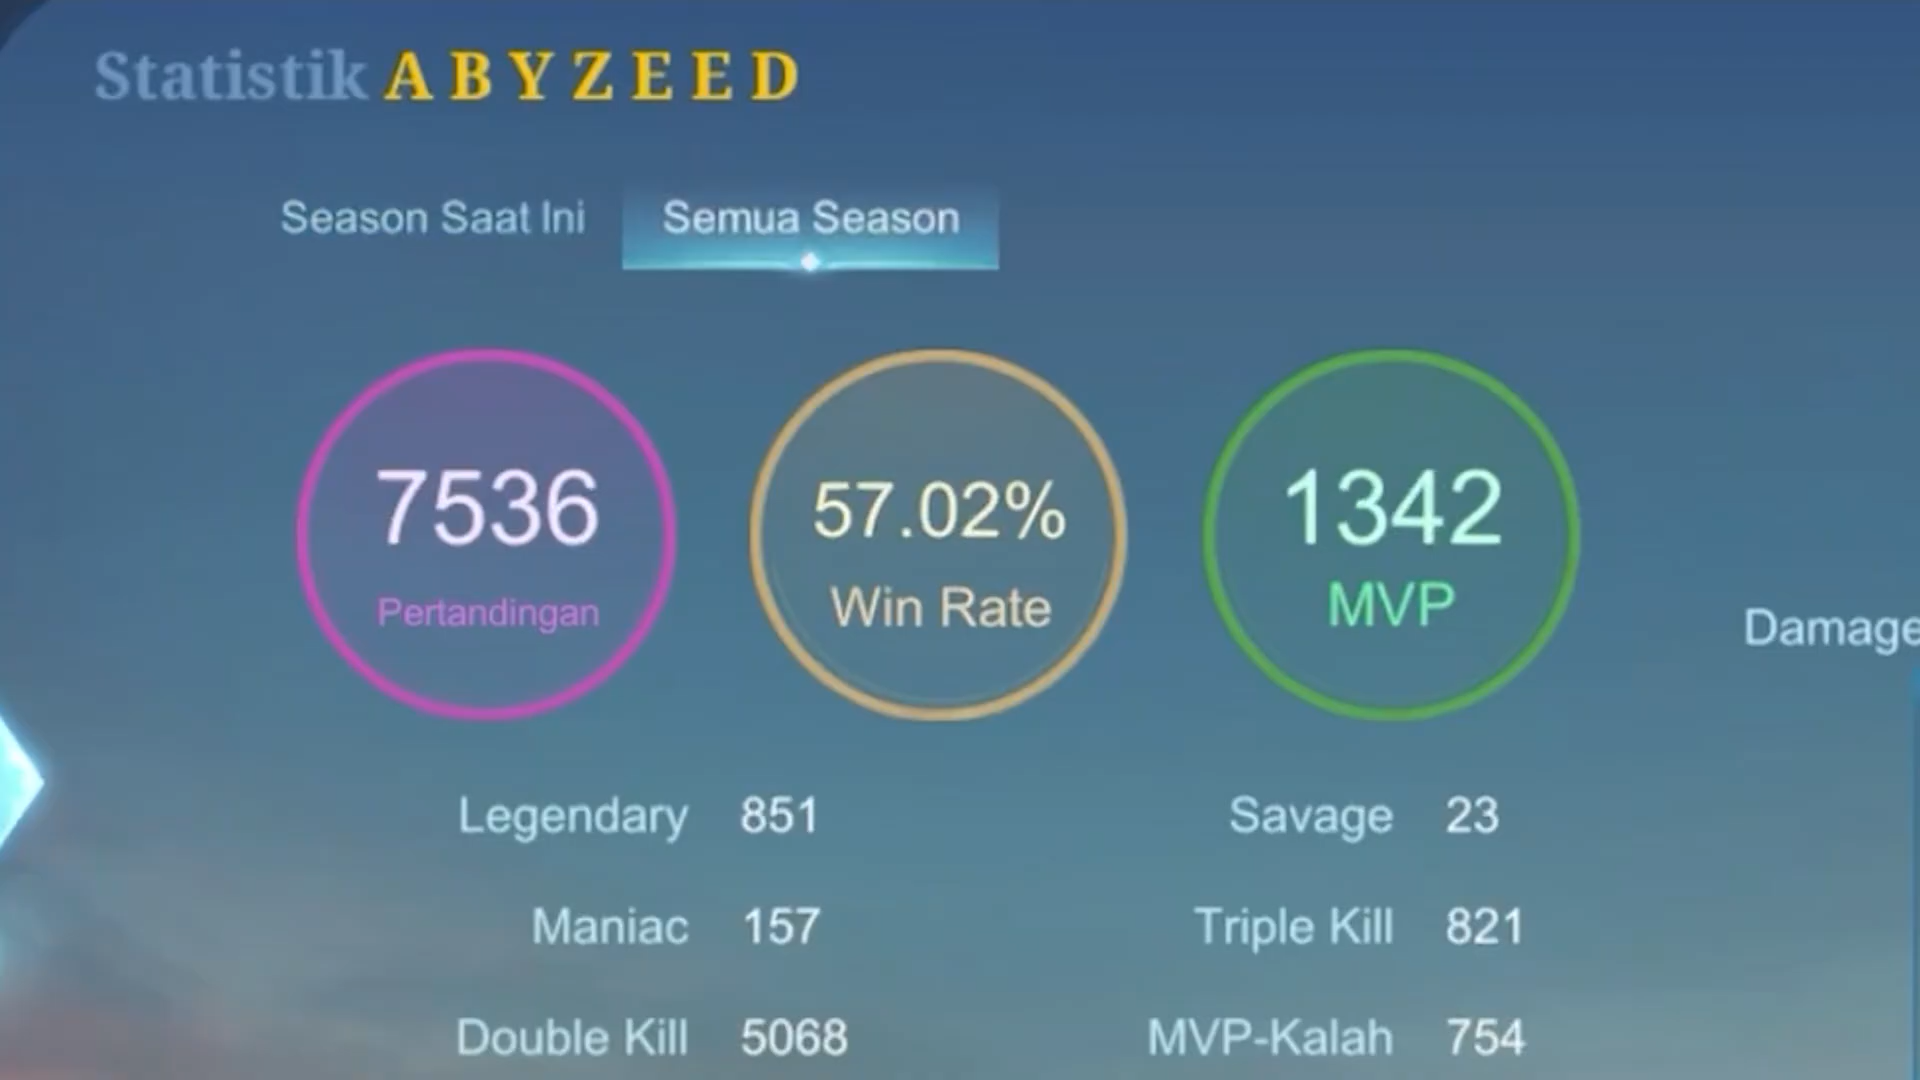 Statistik A B Y Z E E D
Season Saat Ini Semua Season
7536 57.02% 1342
Pertandingan Win Rate MVP
Damage
Legendary 851 Savage 23
Maniac 157 Triple Kill 821
Double Kill 5068 MVP-Kalah 754